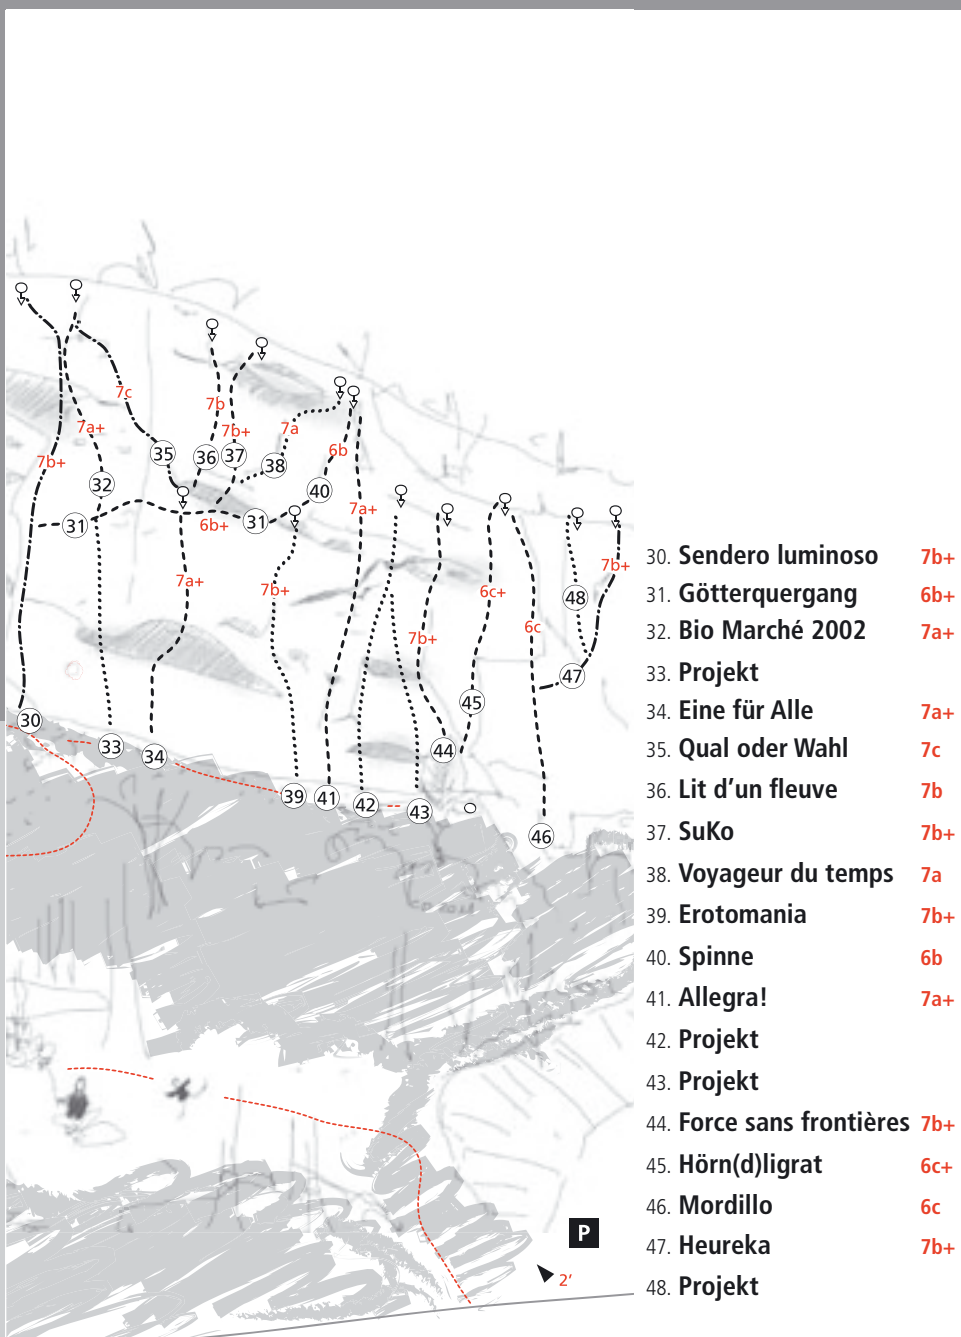 7c
7b
7a+
7b+
7a
6b
7b+
35
36
37
38
32
40
7a+
31
6b+
31
7a+
7b+
6c+
7b+
48
6c
7b+
47
45
30
33
34
44
39
41
42
43
46
P
2‘
30. Sendero luminoso 7b+
31. Götterquergang 6b+
32. Bio Marché 2002 7a+
33. Projekt
34. Eine für Alle 7a+
35. Qual oder Wahl 7c
36. Lit d’un fleuve 7b
37. SuKo 7b+
38. Voyageur du temps 7a
39. Erotomania 7b+
40. Spinne 6b
41. Allegra! 7a+
42. Projekt
43. Projekt
44. Force sans frontières 7b+
45. Hörn(d)ligrat 6c+
46. Mordillo 6c
47. Heureka 7b+
48. Projekt